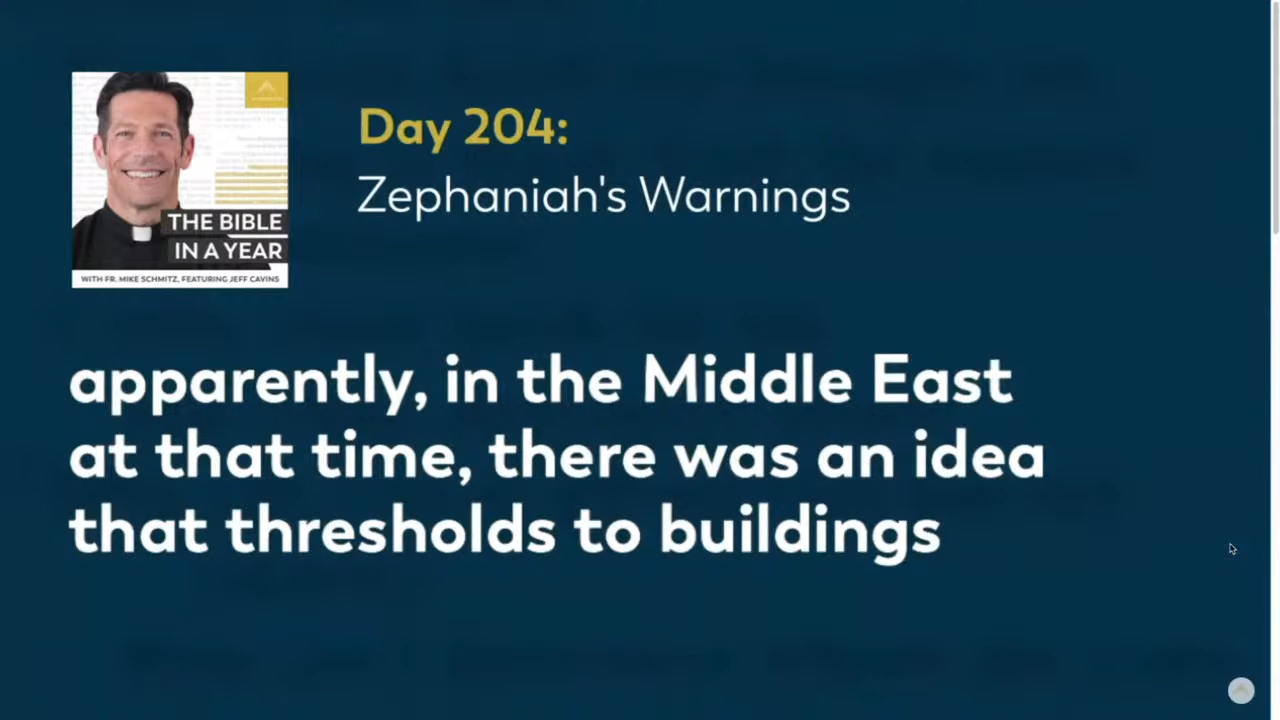 Day 204:
Zephaniah's Warnings
THE BIBLE
IN A YEAR
WITH FR. MIKE SCHMITZ, FEATURING JEFF CAVINS
apparently, in the Middle East
at that time, there was an idea
that thresholds to buildings